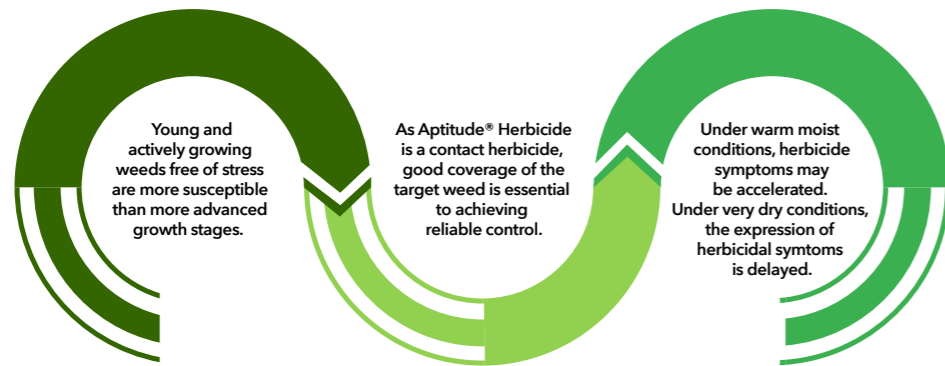 Young and
actively growing
weeds free of stress
are more susceptible
than more advanced
growth stages.
As Aptitude® Herbicide
is a contact herbicide,
good coverage of the
target weed is essential
to achieving
reliable control.
Under warm moist
conditions, herbicide
symptoms may
be accelerated.
Under very dry conditions,
the expression of
herbicidal symtoms
is delayed.